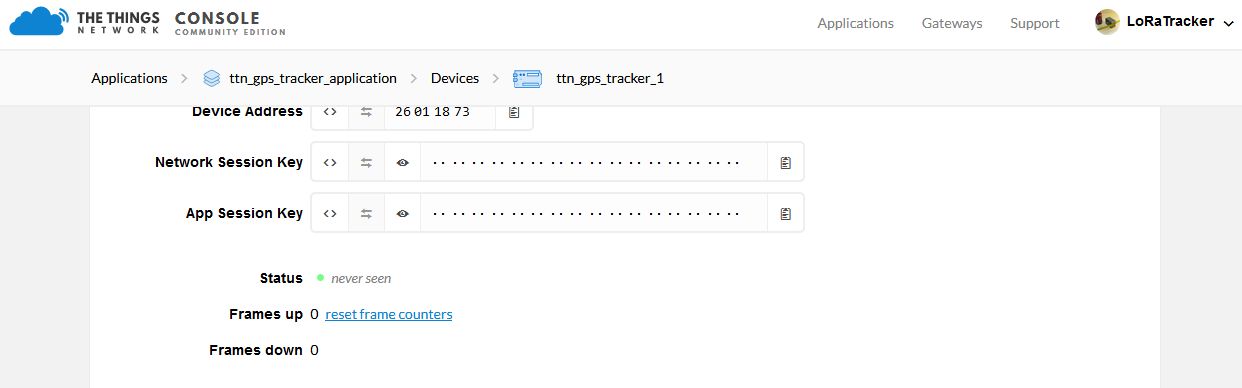 THE THINGS NETWORK CONSOLE COMMUNITY EDITION
Applications Gateways Support LoRaTracker
Applications ttn_gps_tracker_application Devices ttn_gps_tracker_1
Device Address 26 01 18 73
Network Session Key
App Session Key
Status never seen
Frames up 0 reset frame counters
Frames down 0